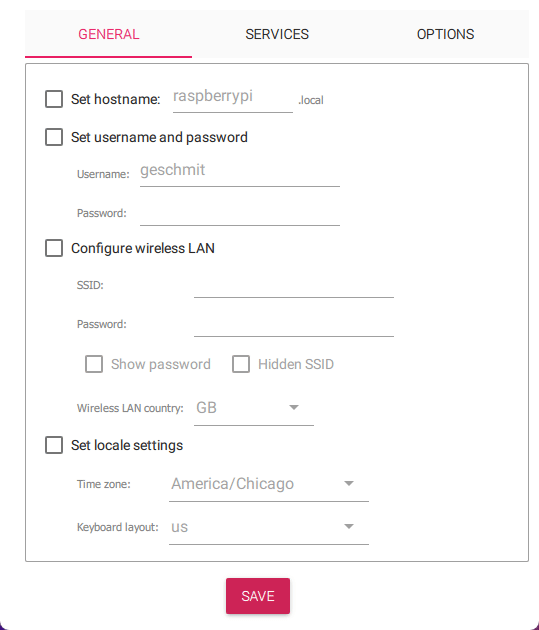 GENERAL SERVICES OPTIONS
Set hostname: raspberrypi .local
Set username and password
Username: geschmit
Password:
Configure wireless LAN
SSID:
Password:
Show password Hidden SSID
Wireless LAN country: GB
Set locale settings
Time zone: America/Chicago
Keyboard layout: us
SAVE